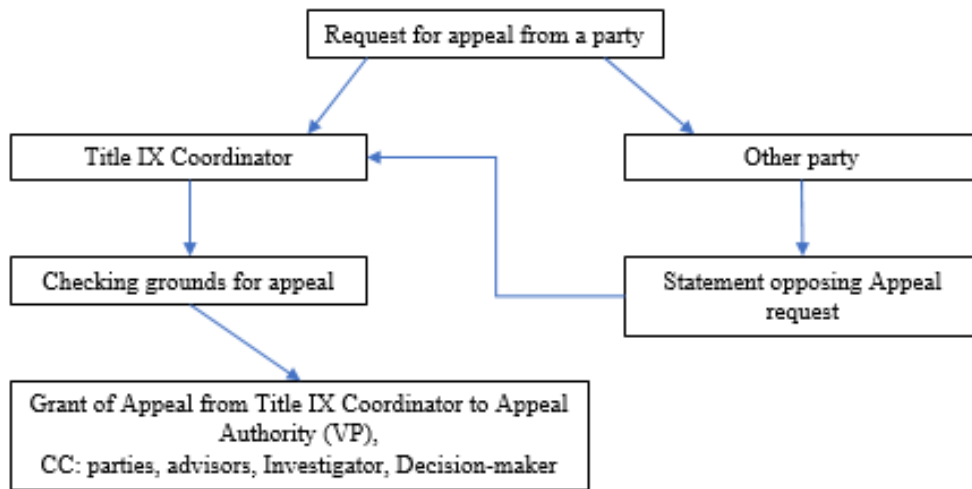 Request for appeal from a party
Title IX Coordinator
Other party
Checking grounds for appeal
Statement opposing Appeal
request
Grant of Appeal from Title IX Coordinator to Appeal
Authority (VP),
CC: parties, advisors, Investigator, Decision-maker